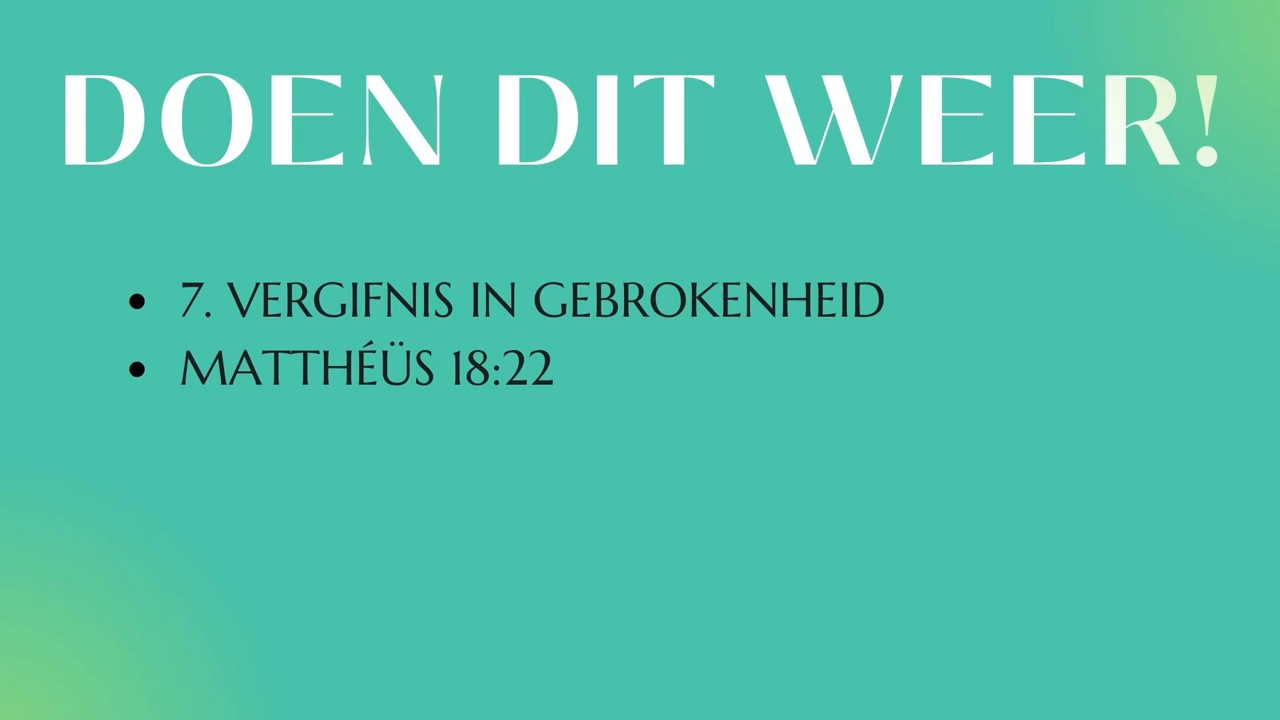 DOEN DIT WEER!
• 7. VERGIFNIS IN GEBROKENHEID
• MATTHÉÜS 18:22